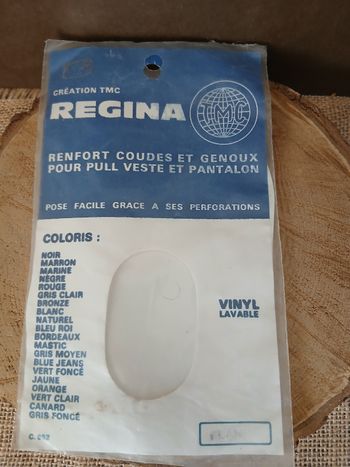 CRÉATION TMC
REGINA
TMC
RENFORT COUDES ET GENOUX
POUR PULL VESTE ET PANTALON
POSE FACILE GRACE A SES PERFORATIONS
COLORIS :
NOIR
MARRON
MARINE
NÈGRE
ROUGE
GRIS CLAIR
BRONZE
BLANC
NATUREL
BLEU ROI
BORDEAUX
MASTIC
GRIS MOYEN
BLUE JEANS
VERT FONCÉ
JAUNE
ORANGE
VERT CLAIR
CANARD
GRIS FONCÉ
VINYL
LAVABLE